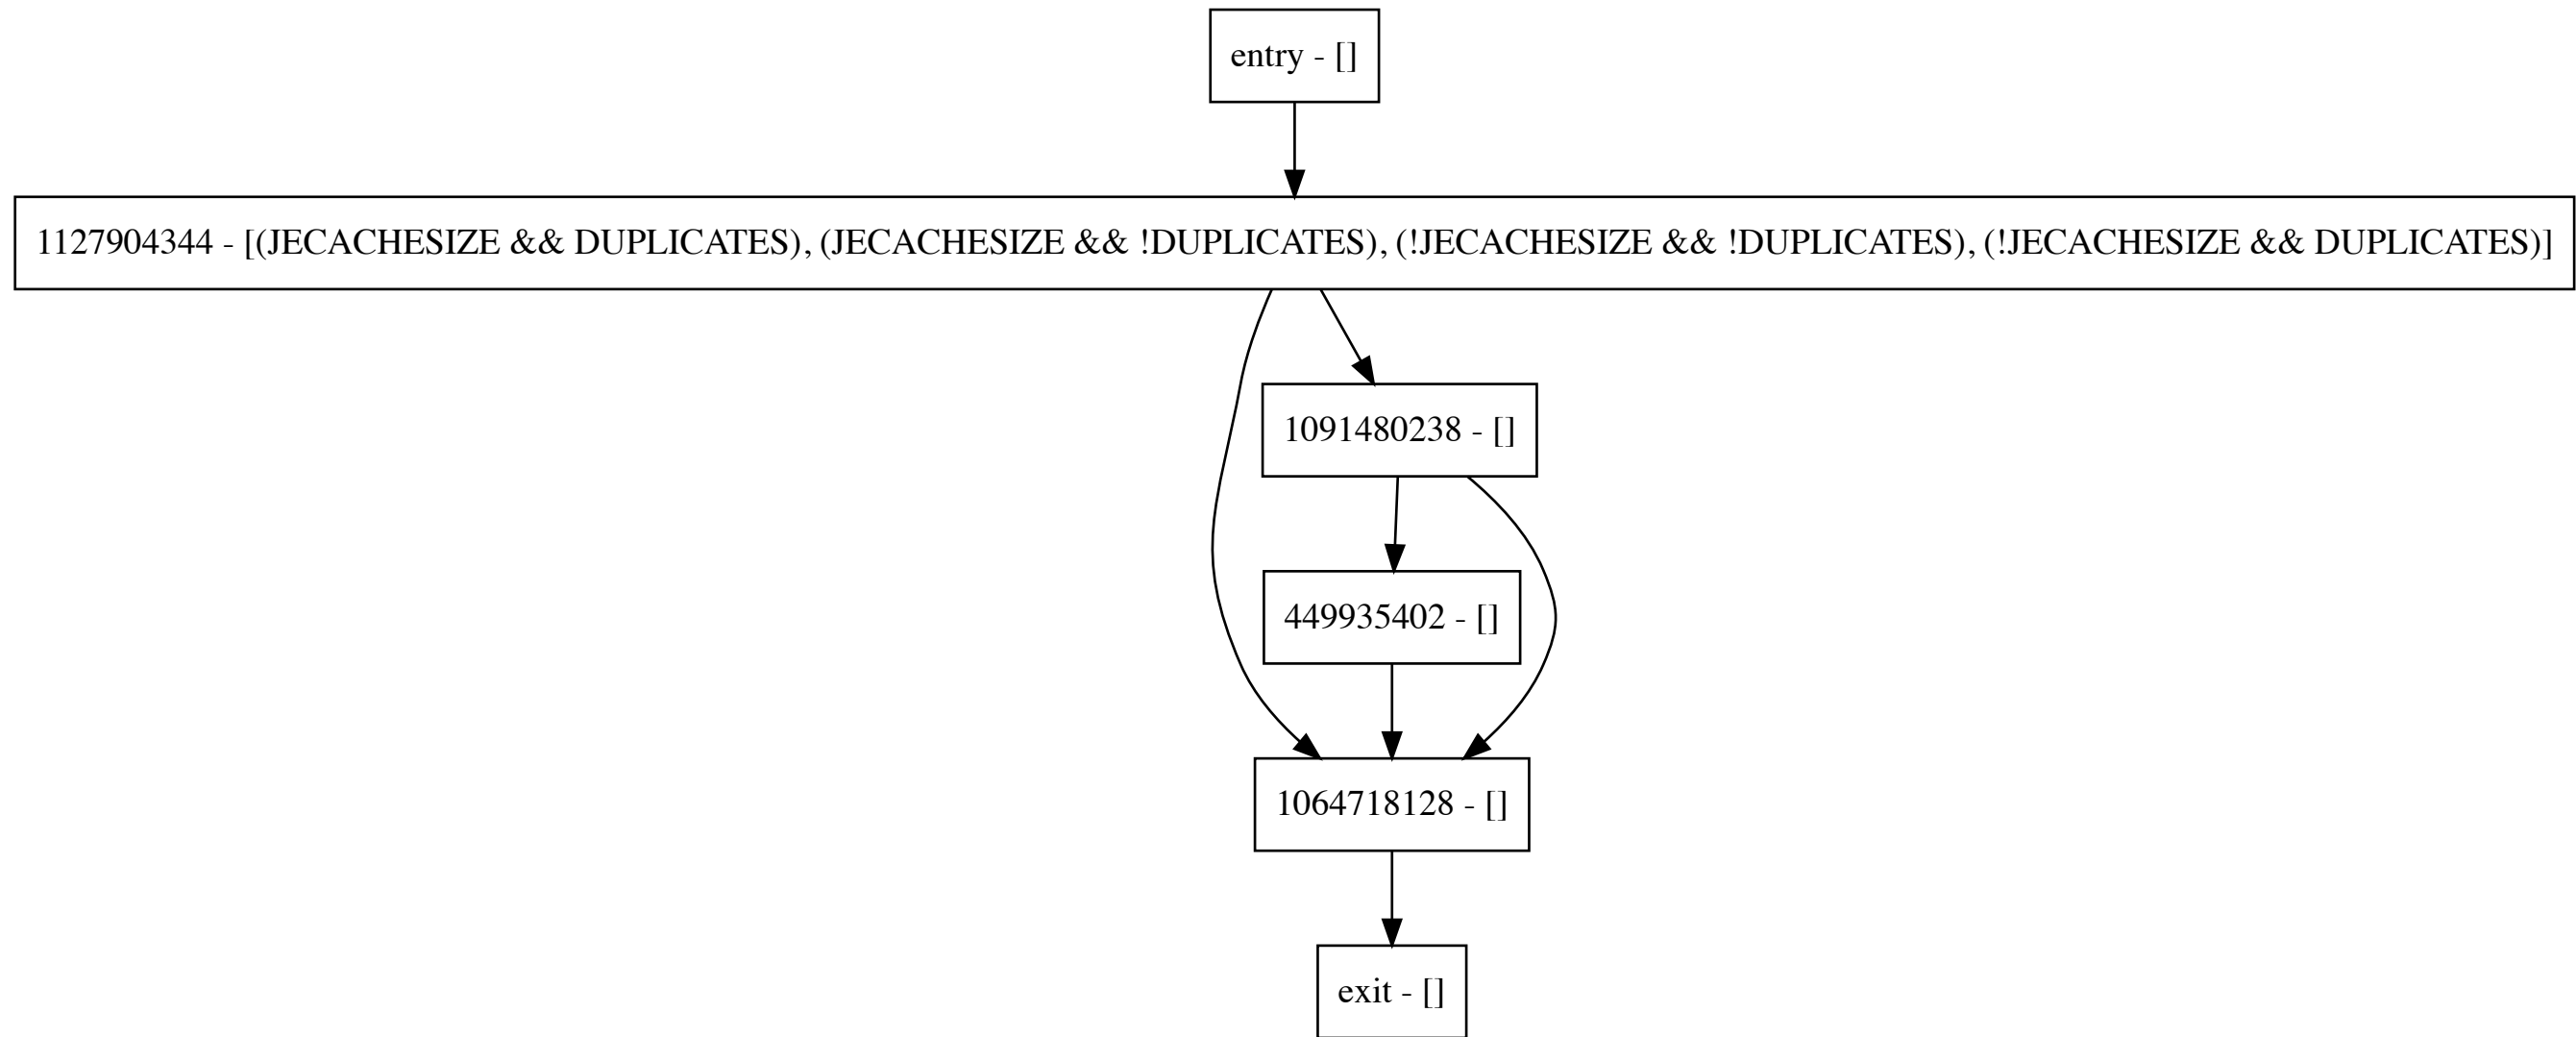 entry - []
1127904344 - [(JECACHESIZE && DUPLICATES), (JECACHESIZE && !DUPLICATES), (!JECACHESIZE && !DUPLICATES), (!JECACHESIZE && DUPLICATES)]
1091480238 - []
449935402 - []
1064718128 - []
exit - []